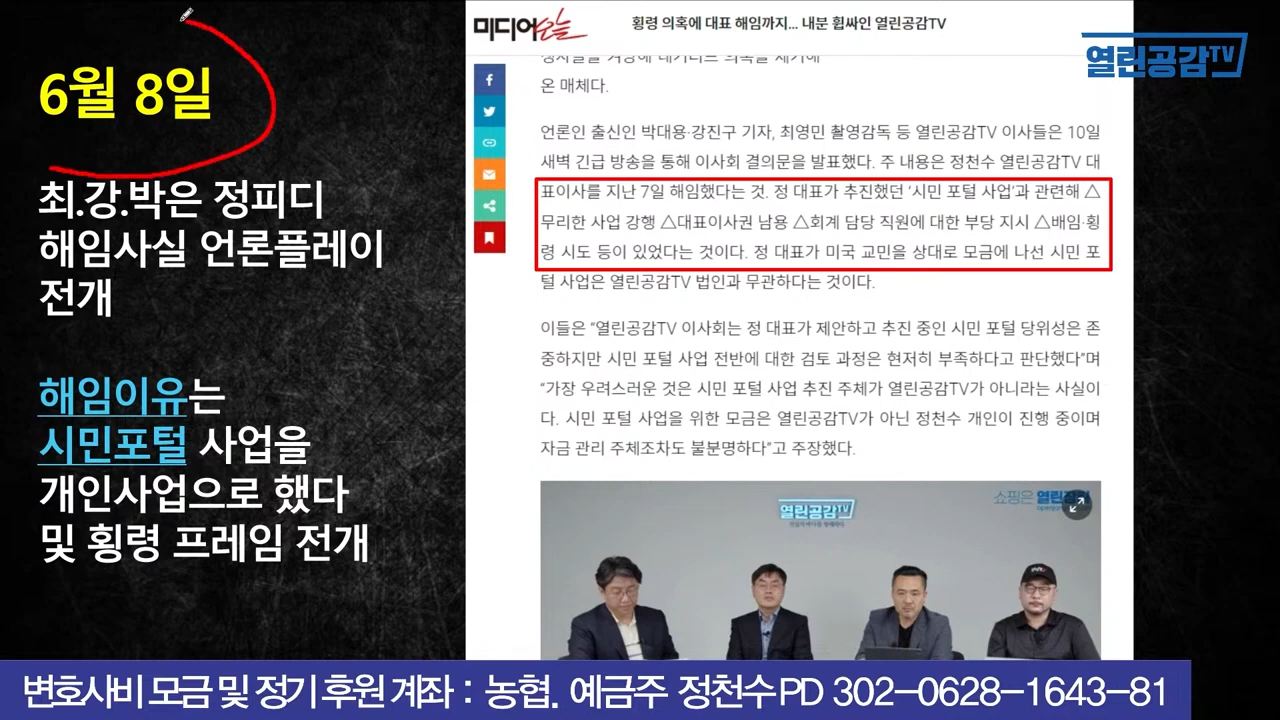 6월 8일
최.강.박은 정피디
해임사실 언론플레이
전개
해임이유는
시민포털 사업을
개인사업으로 했다
및 횡령 프레임 전개
미디어오늘
횡령 의혹에 대표 해임까지... 내분 휩싸인 열린공감TV
열린공감TV
온 매체다.
언론인 출신인 박대용·강진구 기자, 최영민 촬영감독 등 열린공감TV 이사들은 10일
새벽 긴급 방송을 통해 이사회 결의문을 발표했다. 주 내용은 정천수 열린공감TV 대
표이사를 지난 7일 해임했다는 것. 정 대표가 추진했던 ‘시민 포털 사업’과 관련해 △
무리한 사업 강행 △대표이사권 남용 △회계 담당 직원에 대한 부당 지시 △배임·횡
령 시도 등이 있었다는 것이다. 정 대표가 미국 교민을 상대로 모금에 나선 시민 포
털 사업은 열린공감TV 법인과 무관하다는 것이다.
이들은 “열린공감TV 이사회는 정 대표가 제안하고 추진 중인 시민 포털 당위성은 존
중하지만 시민 포털 사업 전반에 대한 검토 과정은 현저히 부족하다고 판단했다”며
“가장 우려스러운 것은 시민 포털 사업 추진 주체가 열린공감TV가 아니라는 사실이
다. 시민 포털 사업을 위한 모금은 열린공감TV가 아닌 정천수 개인이 진행 중이며
자금 관리 주체조차도 불분명하다”고 주장했다.
열린공감TV
쇼핑은 열린
변호사비 모금 및 정기 후원 계좌 : 농협. 예금주 정천수PD 302-0628-1643-81